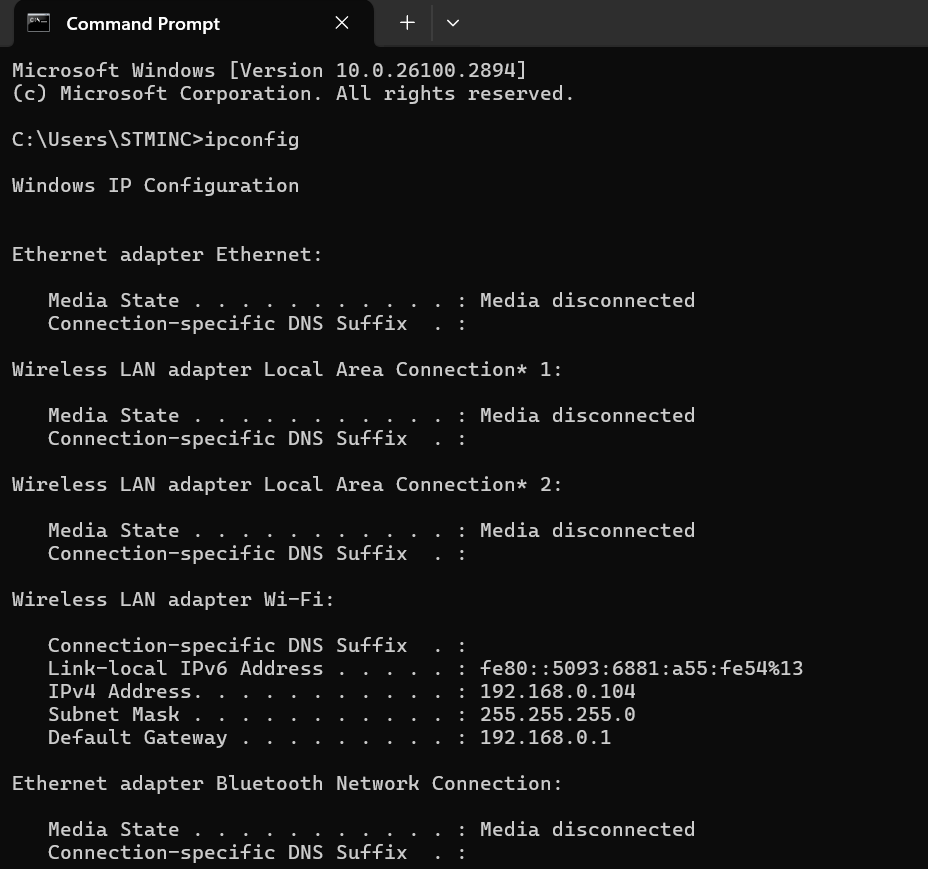 Command Prompt
Microsoft Windows [Version 10.0.26100.2894]
(c) Microsoft Corporation. All rights reserved.
C:\Users\STMINC>ipconfig
Windows IP Configuration
Ethernet adapter Ethernet:
Media State . . . . . . . . . . . : Media disconnected
Connection-specific DNS Suffix  . :
Wireless LAN adapter Local Area Connection* 1:
Media State . . . . . . . . . . . : Media disconnected
Connection-specific DNS Suffix  . :
Wireless LAN adapter Local Area Connection* 2:
Media State . . . . . . . . . . . : Media disconnected
Connection-specific DNS Suffix  . :
Wireless LAN adapter Wi-Fi:
Connection-specific DNS Suffix  . :
Link-local IPv6 Address . . . . . : fe80::5093:6881:a55:fe54%13
IPv4 Address. . . . . . . . . . . : 192.168.0.104
Subnet Mask . . . . . . . . . . . : 255.255.255.0
Default Gateway . . . . . . . . . : 192.168.0.1
Ethernet adapter Bluetooth Network Connection:
Media State . . . . . . . . . . . : Media disconnected
Connection-specific DNS Suffix  . :